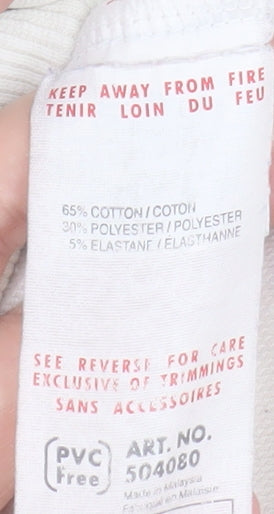 KEEP AWAY FROM FIRE
TENIR LOIN DU FEU
65% COTTON / COTON
30% POLYESTER / POLYESTER
5% ELASTANE / ELASTHANNE
SEE REVERSE FOR CARE
EXCLUSIVE OF TRIMMINGS
SANS ACCESSOIRES
PVC Free
ART. NO.
504080
Made in Malaysia
Fabriqué en Malaisie